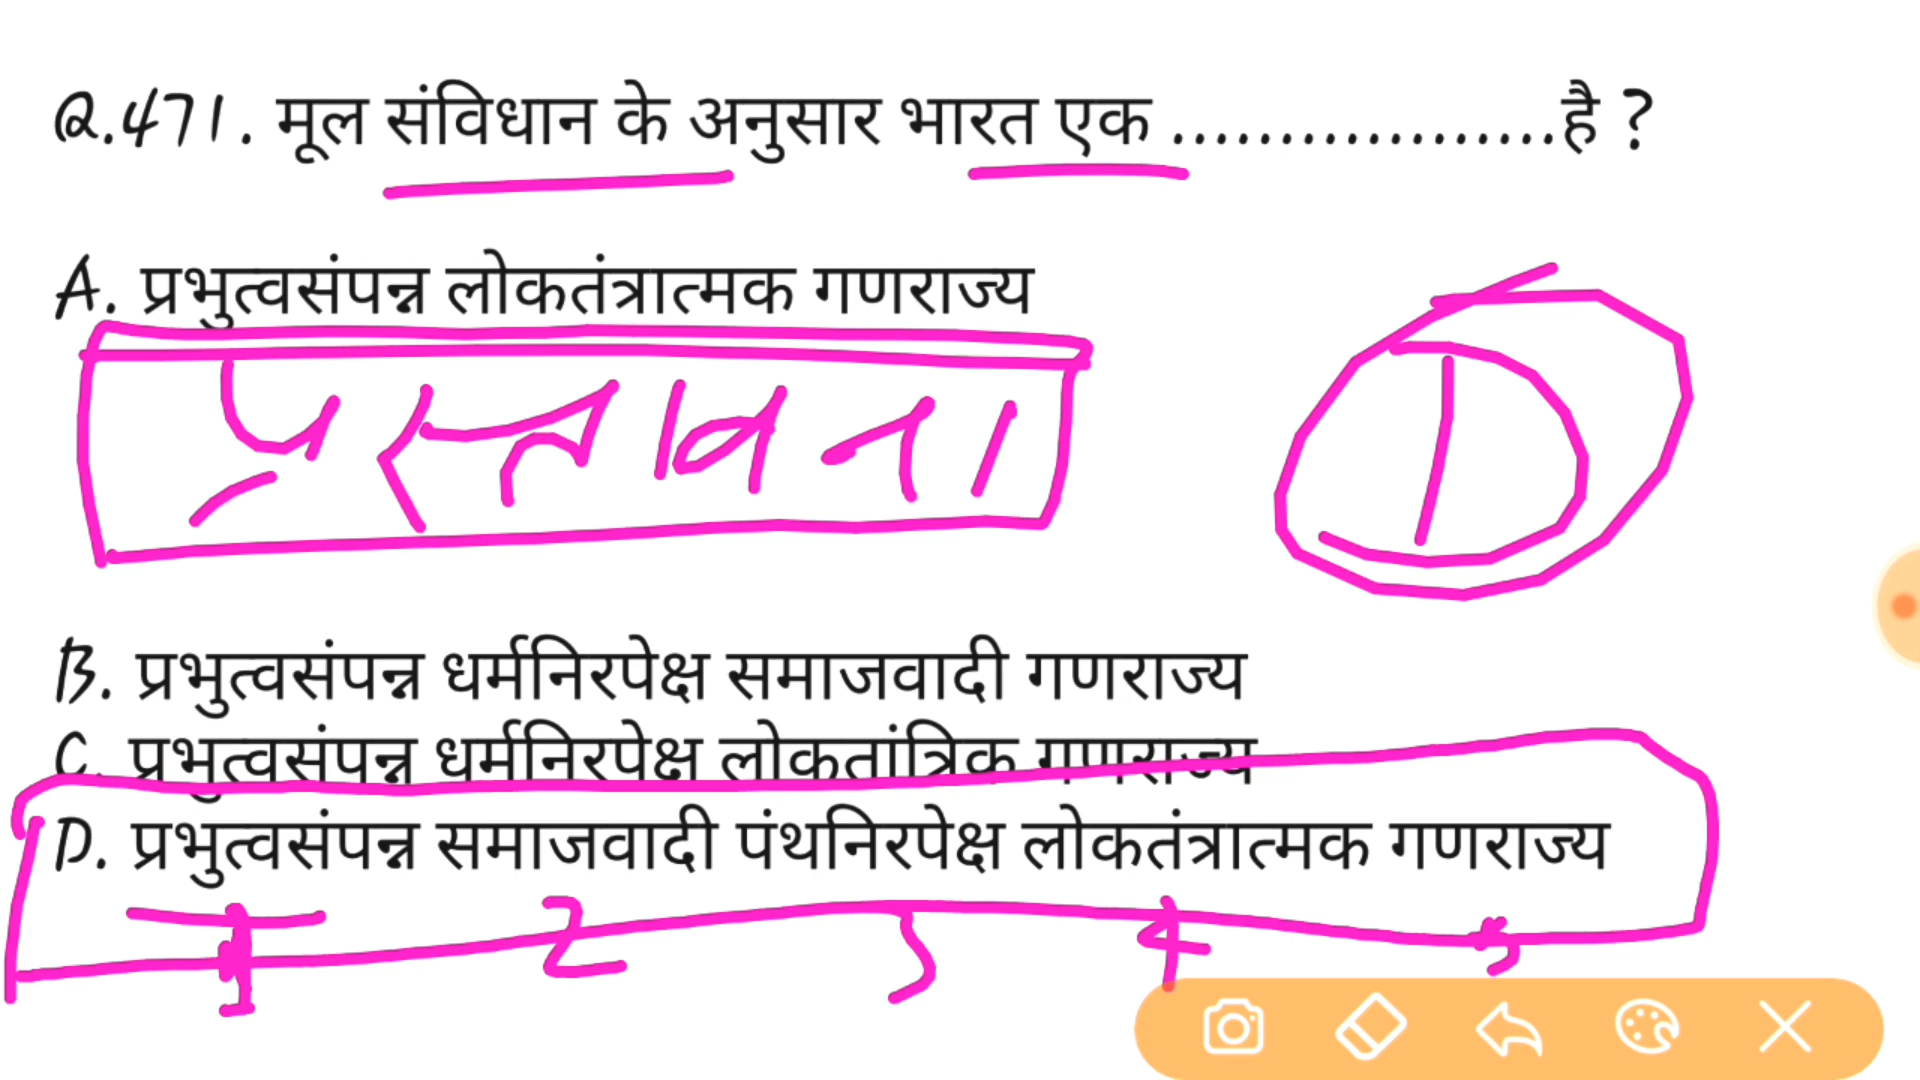 Q.471. मूल संविधान के अनुसार भारत एक ..................है ?
A. प्रभुत्वसंपन्न लोकतंत्रात्मक गणराज्य
प्रस्तावना
D
B. प्रभुत्वसंपन्न धर्मनिरपेक्ष समाजवादी गणराज्य
C. प्रभुत्वसंपन्न धर्मनिरपेक्ष लोकतांत्रिक गणराज्य
D. प्रभुत्वसंपन्न समाजवादी पंथनिरपेक्ष लोकतंत्रात्मक गणराज्य
1 2 3 4 5